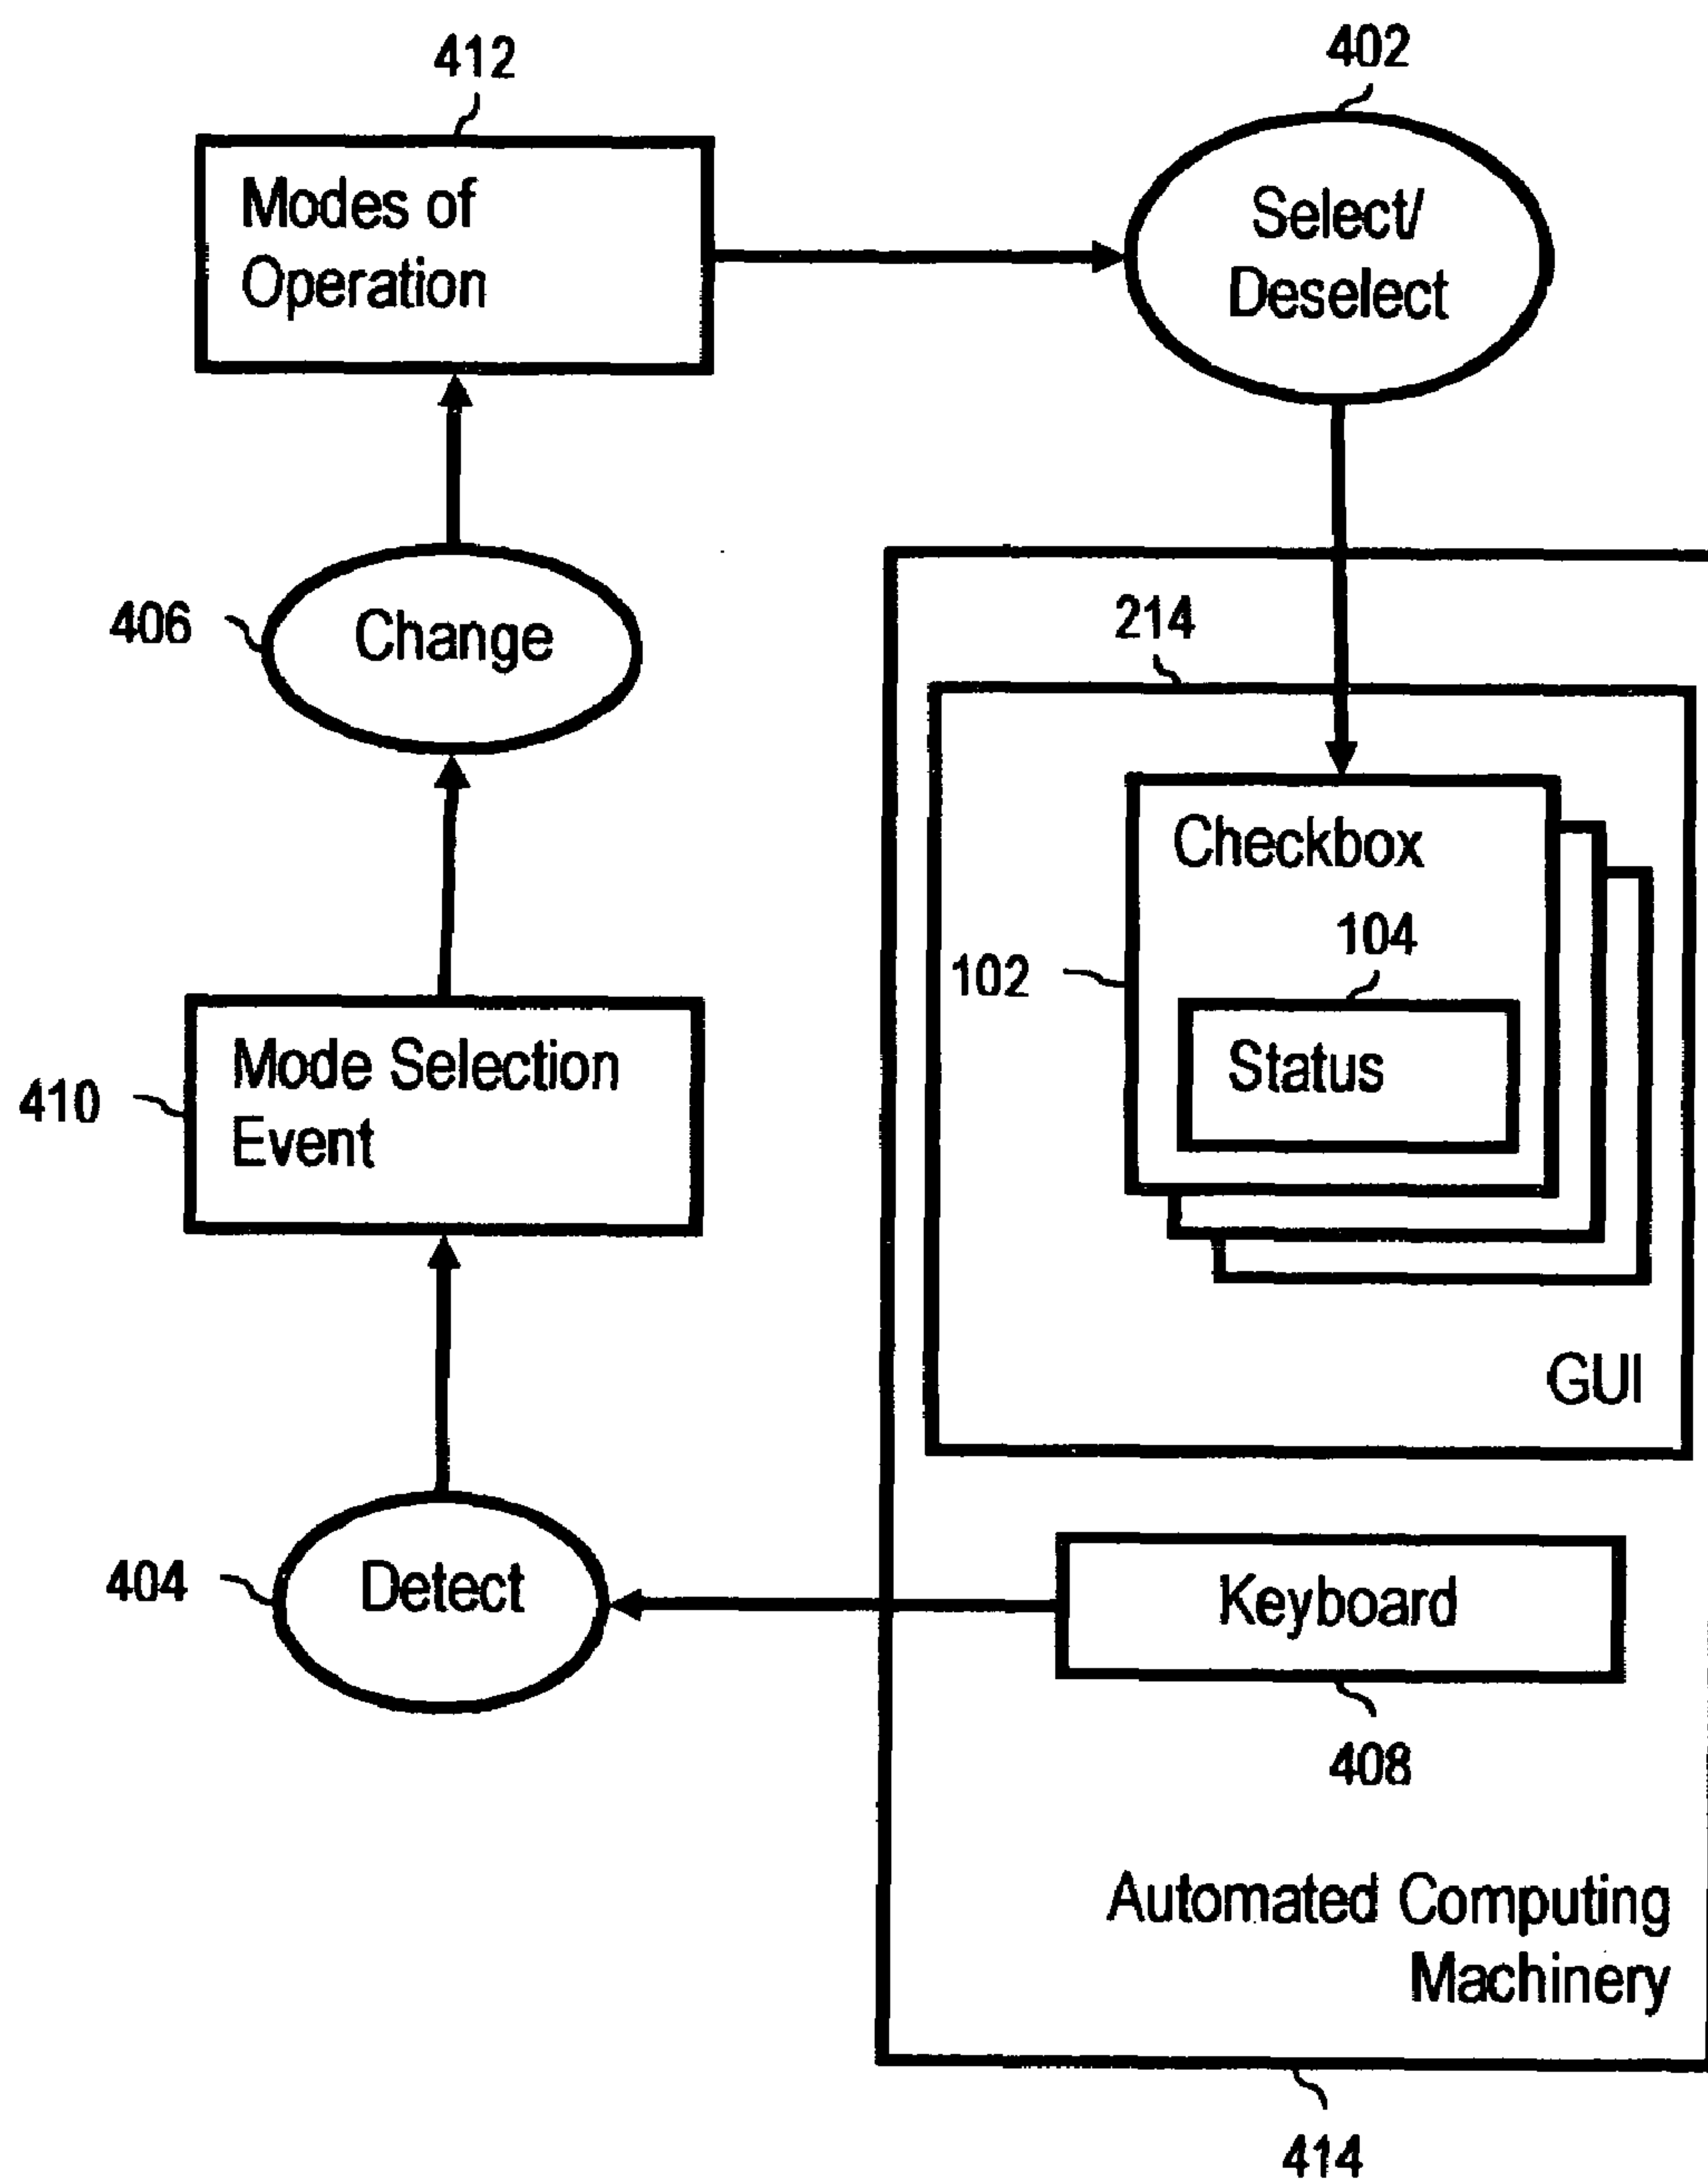 412
402
Modes of
Operation
Select/
Deselect
406
Change
214
Checkbox
104
102
Status
410
Mode Selection
Event
GUI
404
Detect
Keyboard
408
Automated Computing
Machinery
414